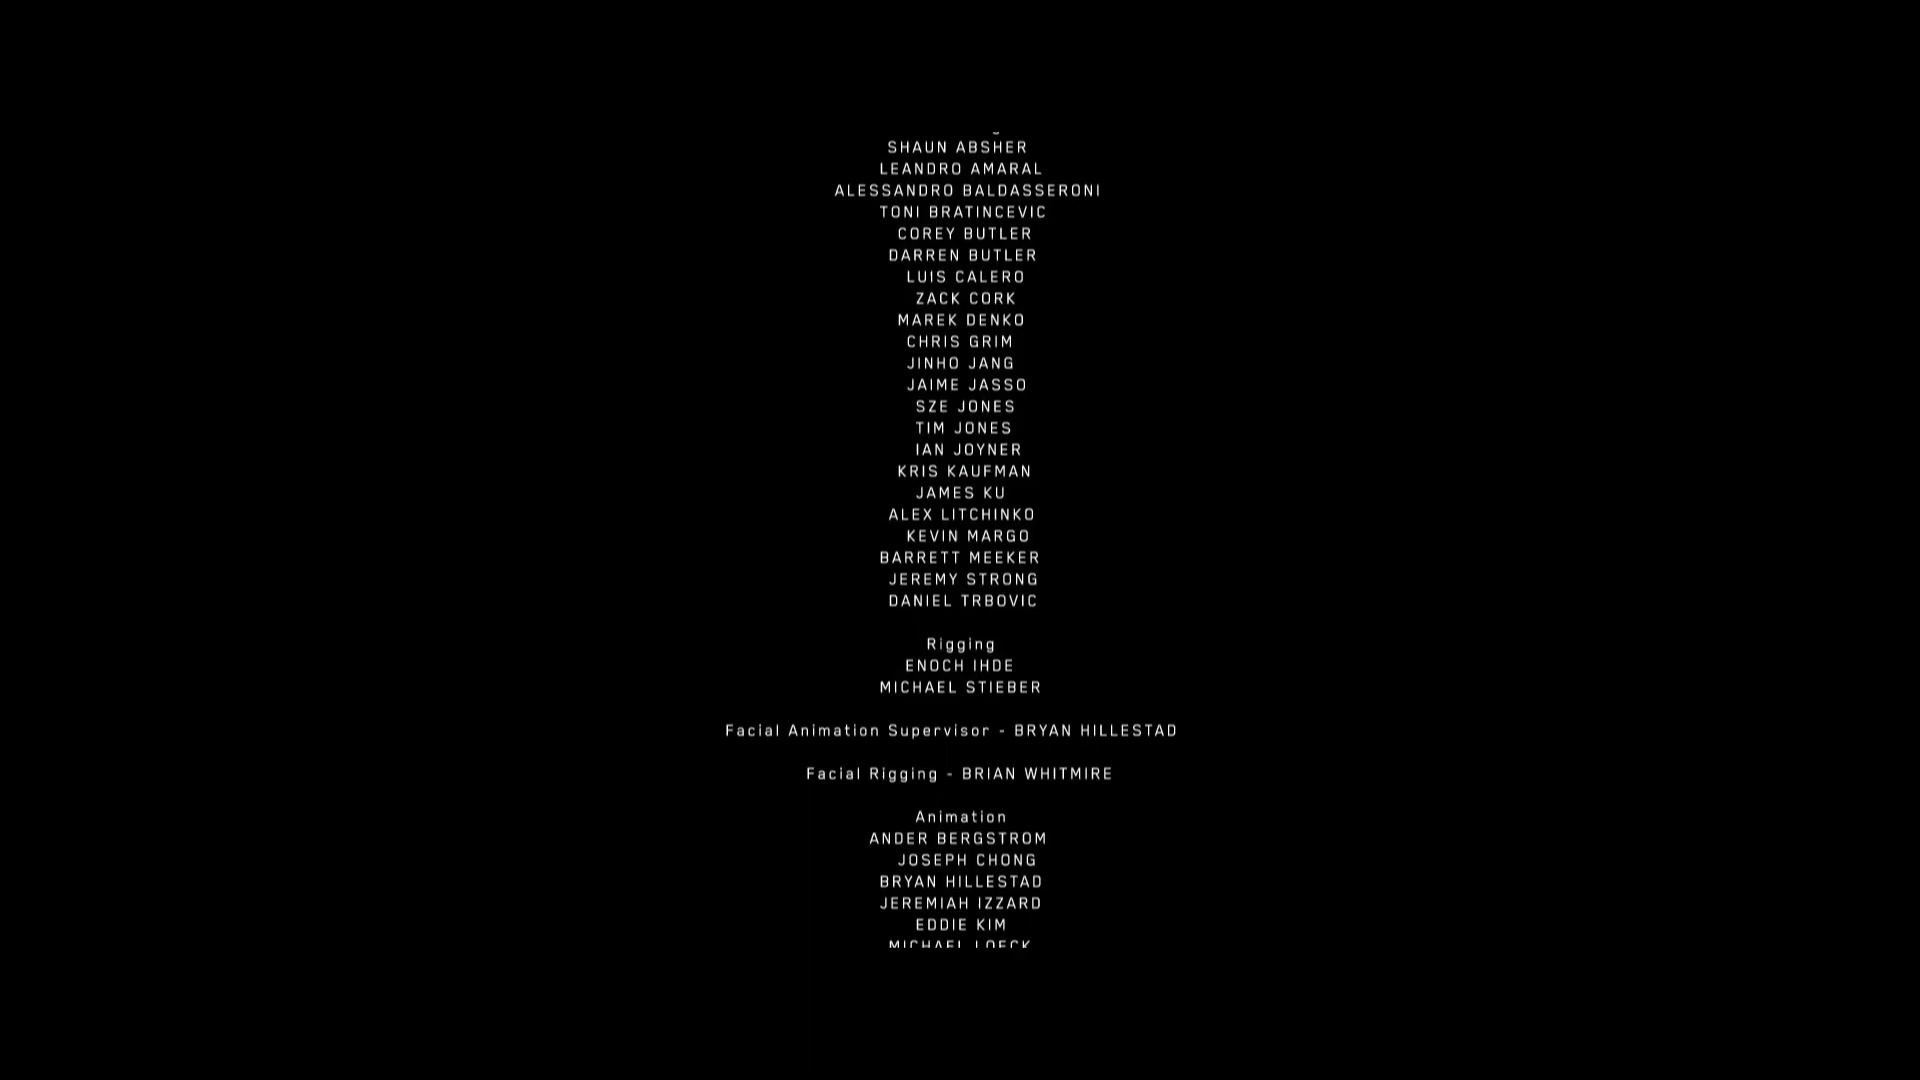 SHAUN ABSHER
LEANDRO AMARAL
ALESSANDRO BALDASSERONI
TONI BRATINCEVIC
COREY BUTLER
DARREN BUTLER
LUIS CALERO
ZACK CORK
MAREK DENKO
CHRIS GRIM
JINHO JANG
JAIME JASSO
SZE JONES
TIM JONES
IAN JOYNER
KRIS KAUFMAN
JAMES KU
ALEX LITCHINKO
KEVIN MARGO
BARRETT MEEKER
JEREMY STRONG
DANIEL TRBOVIC
Rigging
ENOCH IHDE
MICHAEL STIEBER
Facial Animation Supervisor - BRYAN HILLESTAD
Facial Rigging - BRIAN WHITMIRE
Animation
ANDER BERGSTROM
JOSEPH CHONG
BRYAN HILLESTAD
JEREMIAH IZZARD
EDDIE KIM
MICHAEL LOECK